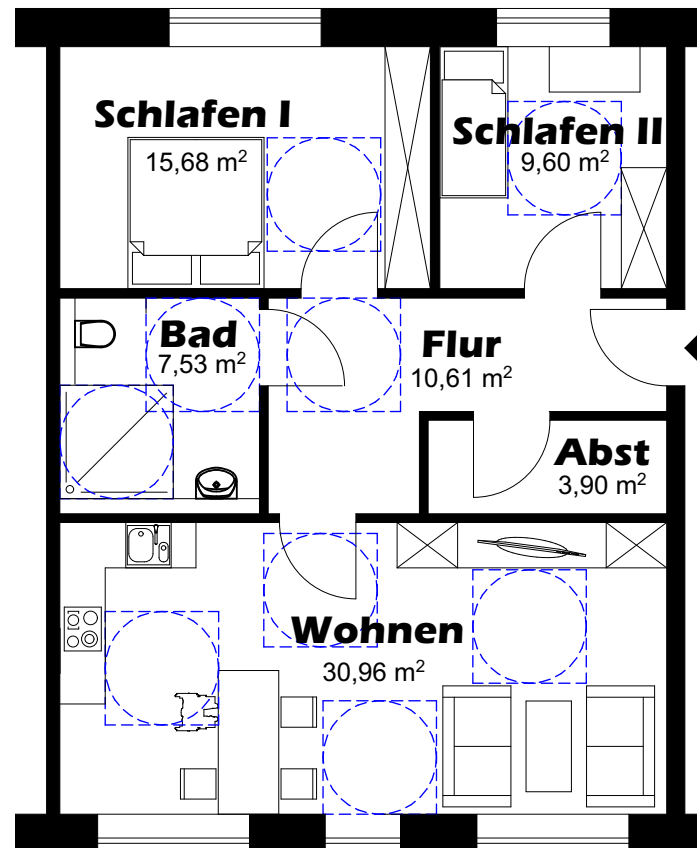 Schlafen I
15,68 m²
Schlafen II
9,60 m²
Bad
7,53 m²
Flur
10,61 m²
Abst
3,90 m²
Wohnen
30,96 m²